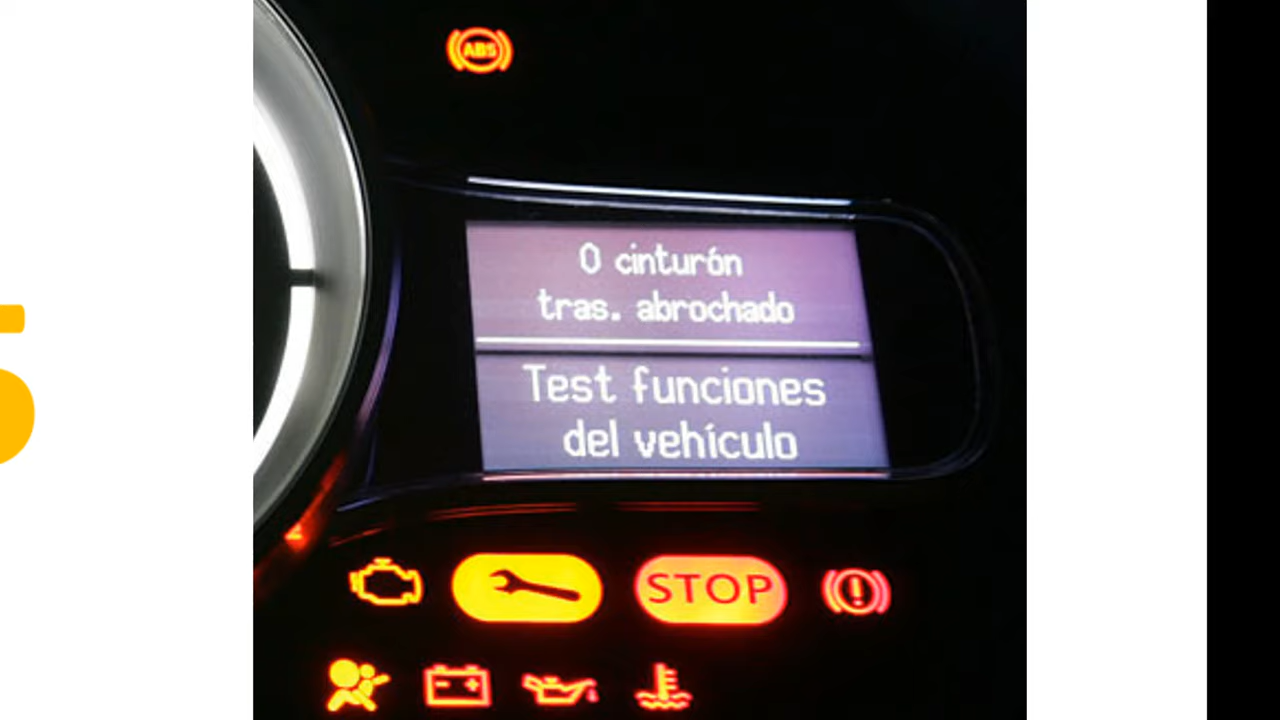 ABS
0 cinturón
tras. abrochado
Test funciones
del vehículo
STOP